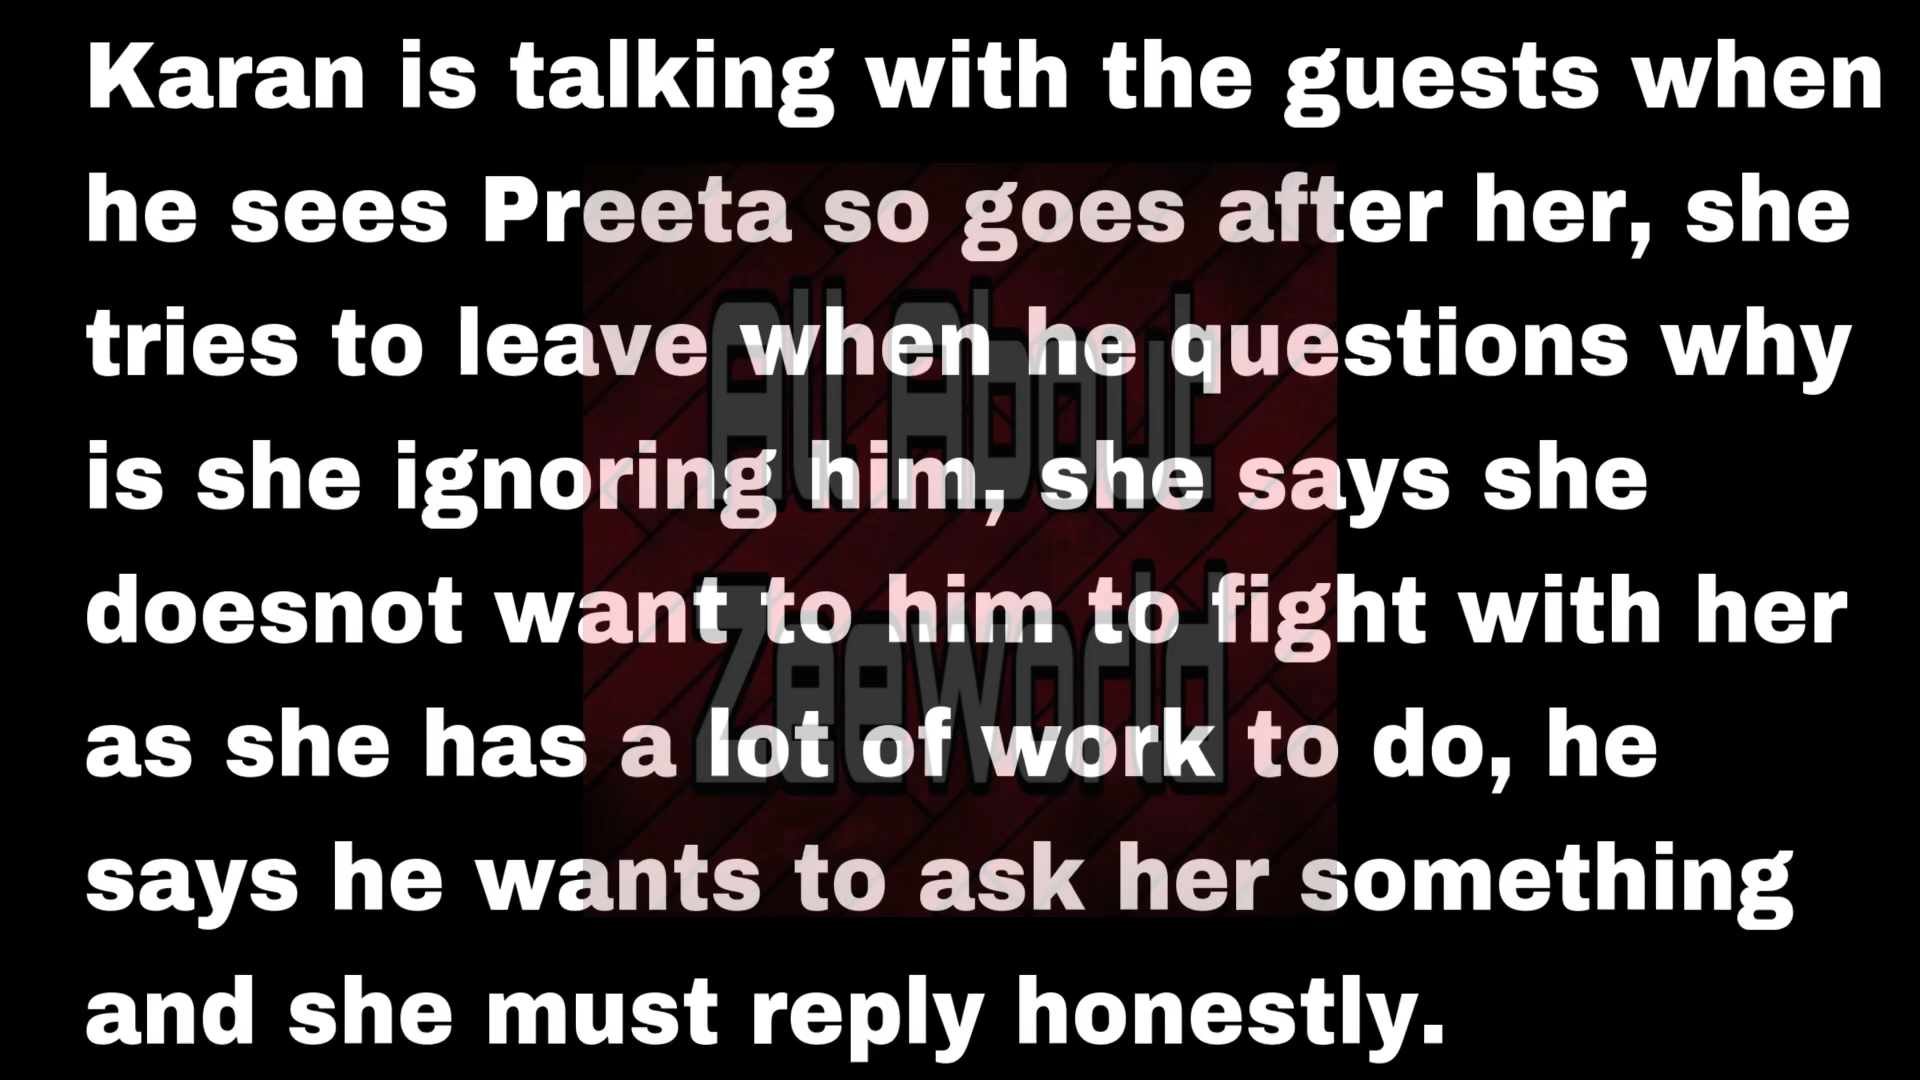 Karan is talking with the guests when
he sees Preeta so goes after her, she
tries to leave when he questions why
is she ignoring him, she says she
doesnot want to him to fight with her
as she has a lot of work to do, he
says he wants to ask her something
and she must reply honestly.
All About
Zeeworld